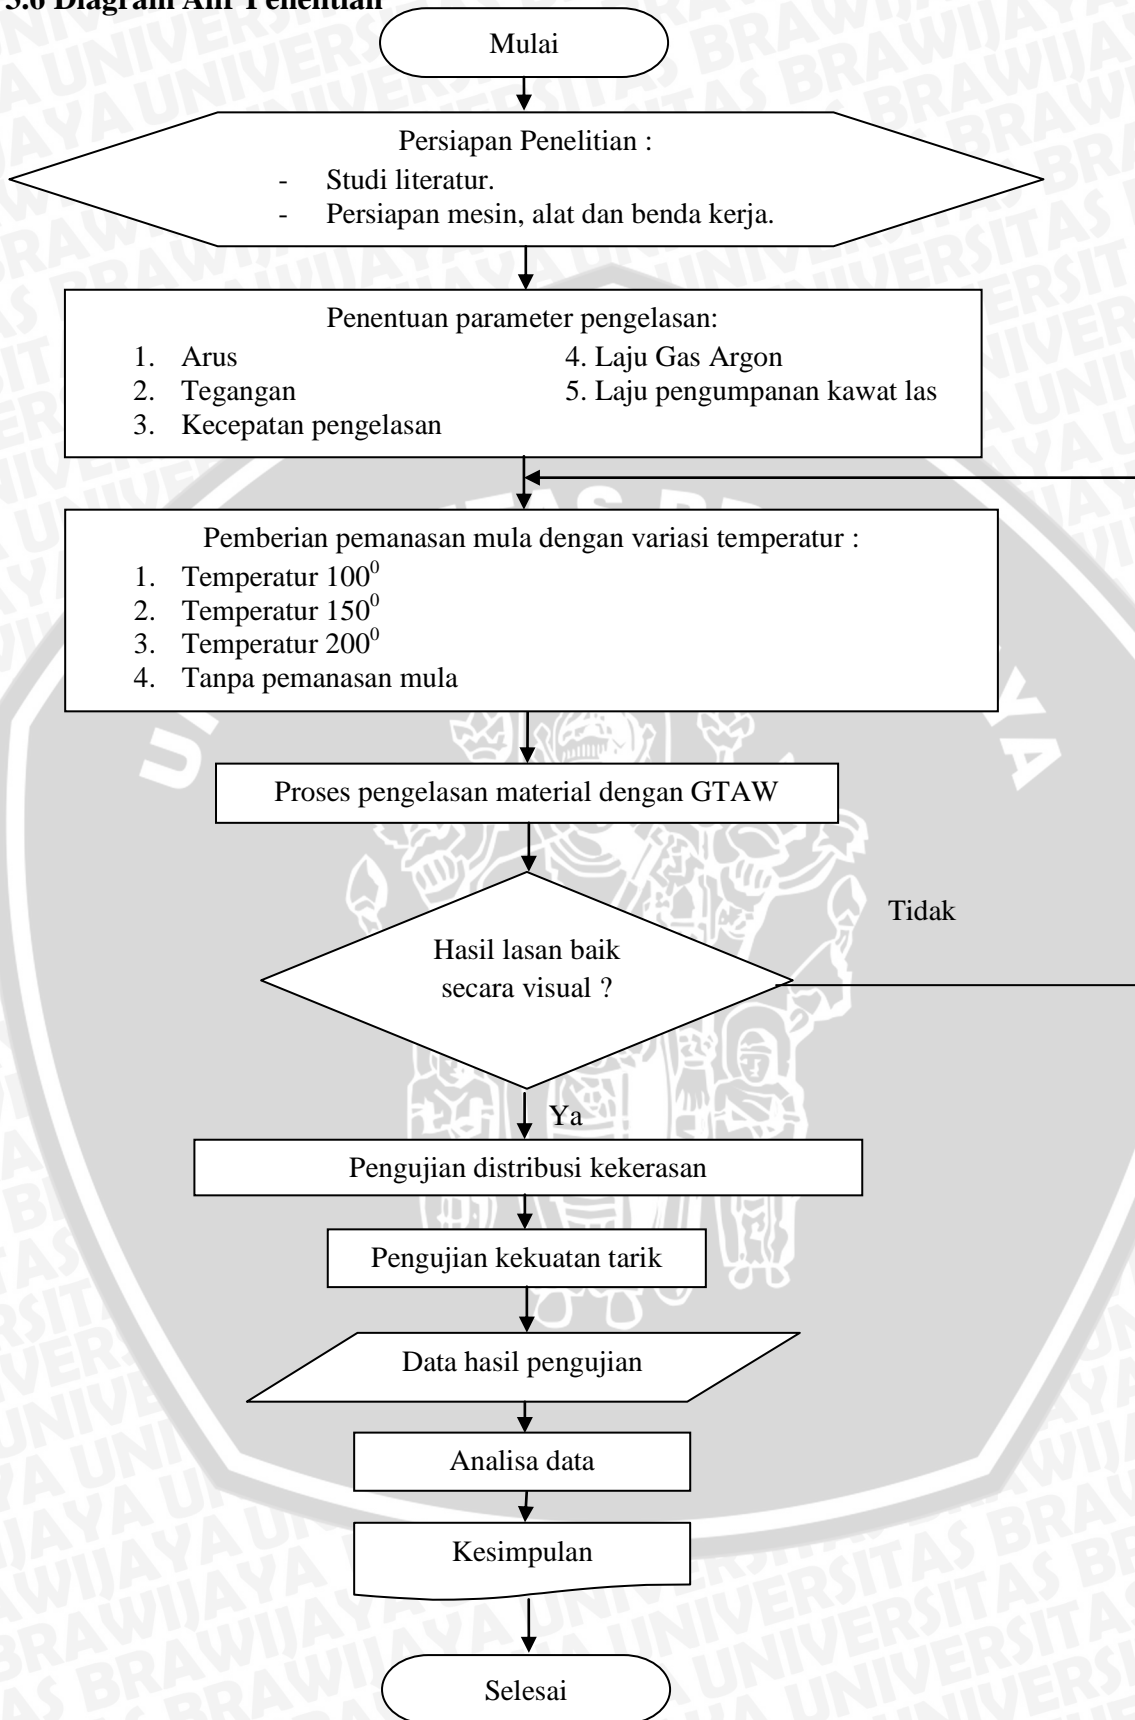 3.6 Diagram Alir Penelitian
Mulai
Persiapan Penelitian :
- Studi literatur.
- Persiapan mesin, alat dan benda kerja.
Penentuan parameter pengelasan:
1. Arus
2. Tegangan
3. Kecepatan pengelasan
4. Laju Gas Argon
5. Laju pengumpanan kawat las
Pemberian pemanasan mula dengan variasi temperatur :
1. Temperatur 100⁰
2. Temperatur 150⁰
3. Temperatur 200⁰
4. Tanpa pemanasan mula
Proses pengelasan material dengan GTAW
Hasil lasan baik
secara visual ?
Tidak
Ya
Pengujian distribusi kekerasan
Pengujian kekuatan tarik
Data hasil pengujian
Analisa data
Kesimpulan
Selesai